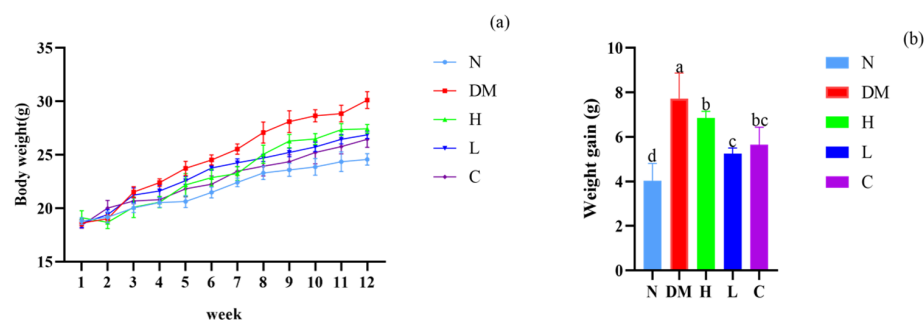 (a)
Body weight(g)
35
30
25
20
15
1 2 3 4 5 6 7 8 9 10 11 12
week
N
DM
H
L
C
(b)
Weight gain (g)
10
8
6
4
2
0
d a b c bc
N DM H L C
N
DM
H
L
C